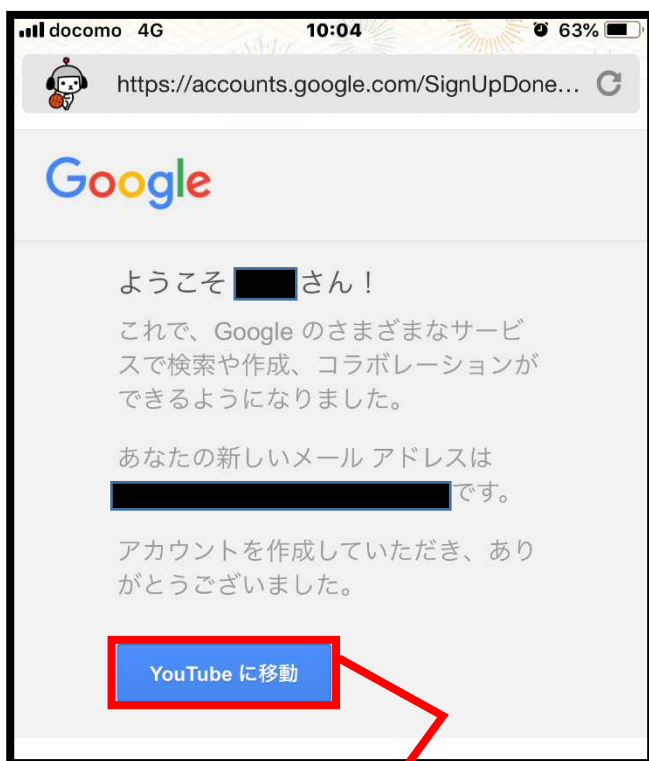 docomo 4G 10:04 63%
https://accounts.google.com/SignUpDone...
Google
ようこそ さん！
これで、Google のさまざまなサービ
スで検索や作成、コラボレーションが
できるようになりました。
あなたの新しいメール アドレスは
です。
アカウントを作成していただき、あり
がとうございました。
YouTube に移動